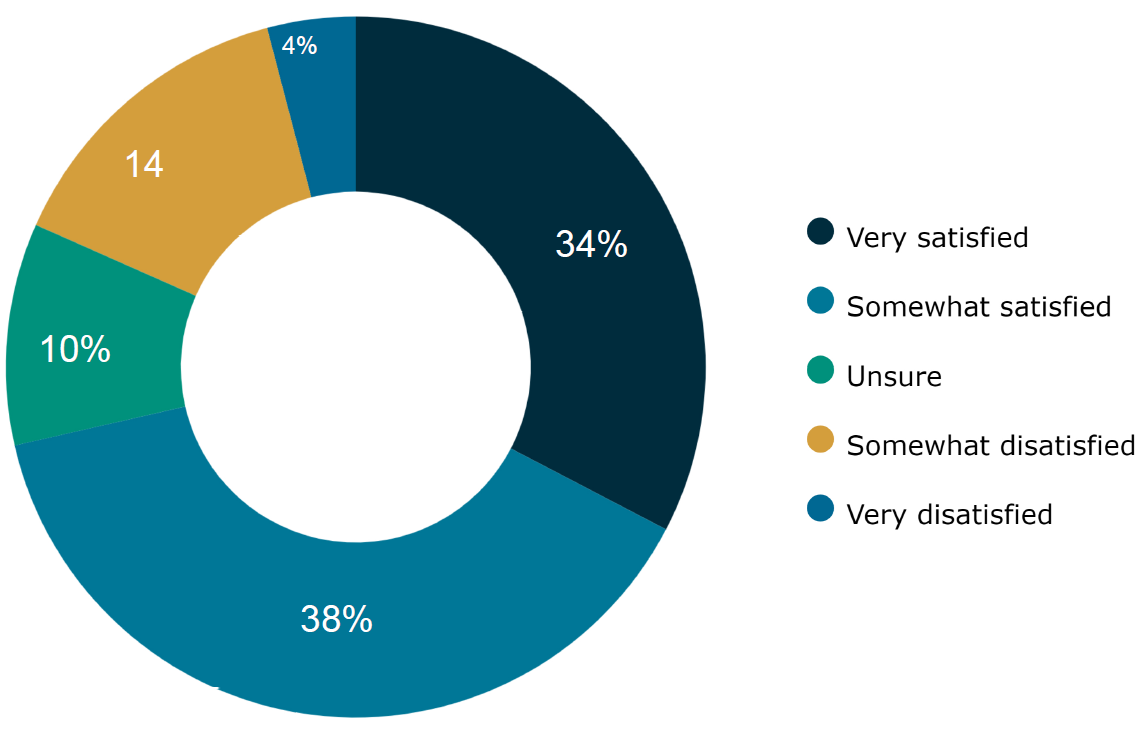 4%
14
34%
10%
38%
Very satisfied
Somewhat satisfied
Unsure
Somewhat disatisfied
Very disatisfied